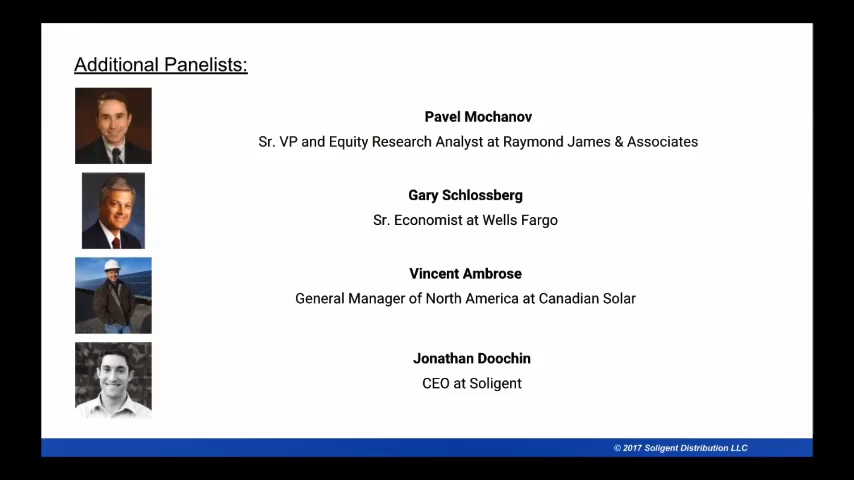 Additional Panelists:
Pavel Mochanov
Sr. VP and Equity Research Analyst at Raymond James & Associates
Gary Schlossberg
Sr. Economist at Wells Fargo
Vincent Ambrose
General Manager of North America at Canadian Solar
Jonathan Doochin
CEO at Soligent
© 2017 Soligent Distribution LLC